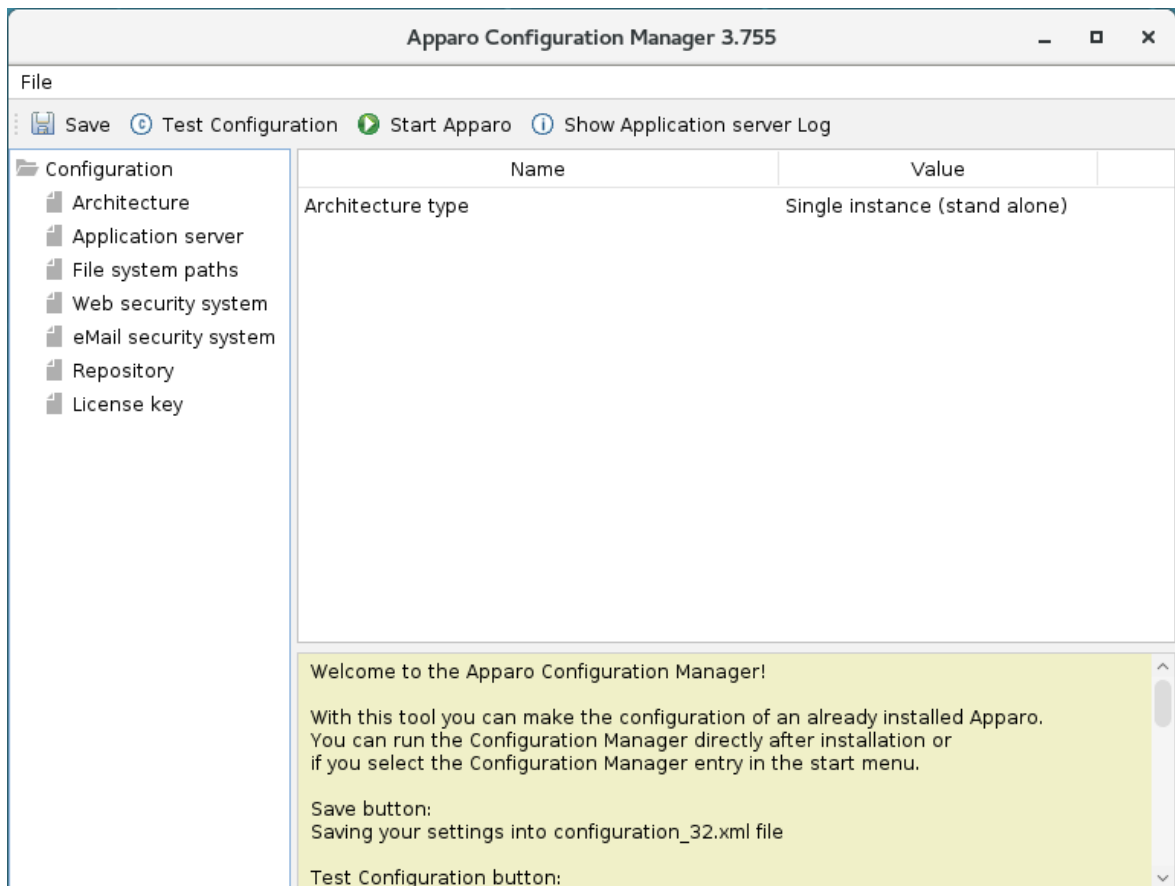 Apparo Configuration Manager 3.755
File
Save Test Configuration Start Apparo Show Application server Log
Configuration
Architecture
Application server
File system paths
Web security system
eMail security system
Repository
License key
Name Value
Architecture type Single instance (stand alone)
Welcome to the Apparo Configuration Manager!
With this tool you can make the configuration of an already installed Apparo.
You can run the Configuration Manager directly after installation or
if you select the Configuration Manager entry in the start menu.
Save button:
Saving your settings into configuration_32.xml file
Test Configuration button: